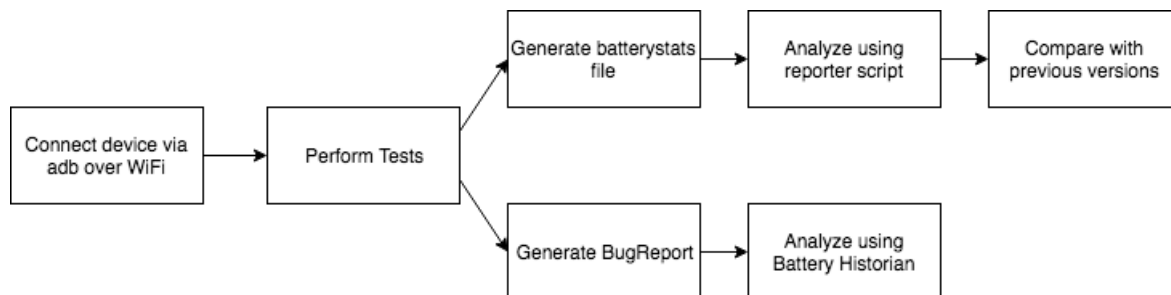 Connect device via
adb over WiFi
Perform Tests
Generate batterystats
file
Analyze using
reporter script
Compare with
previous versions
Generate BugReport
Analyze using
Battery Historian